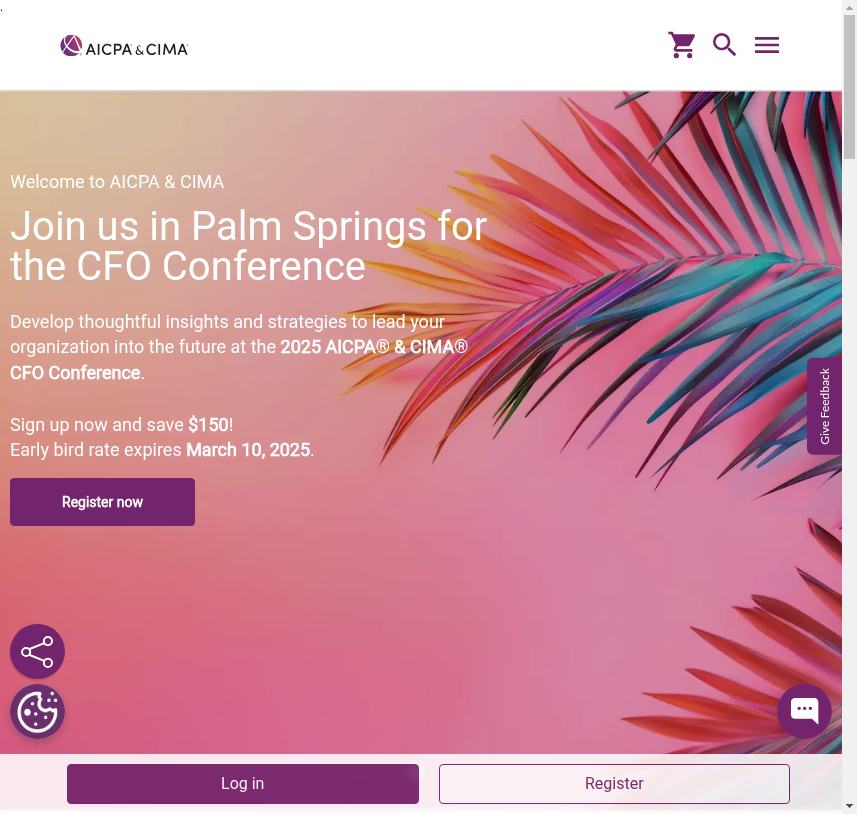 AICPA & CIMA
Welcome to AICPA & CIMA
Join us in Palm Springs for
the CFO Conference
Develop thoughtful insights and strategies to lead your
organization into the future at the 2025 AICPA® & CIMA®
CFO Conference.
Sign up now and save $150!
Early bird rate expires March 10, 2025.
Give Feedback
Register now
Log in
Register